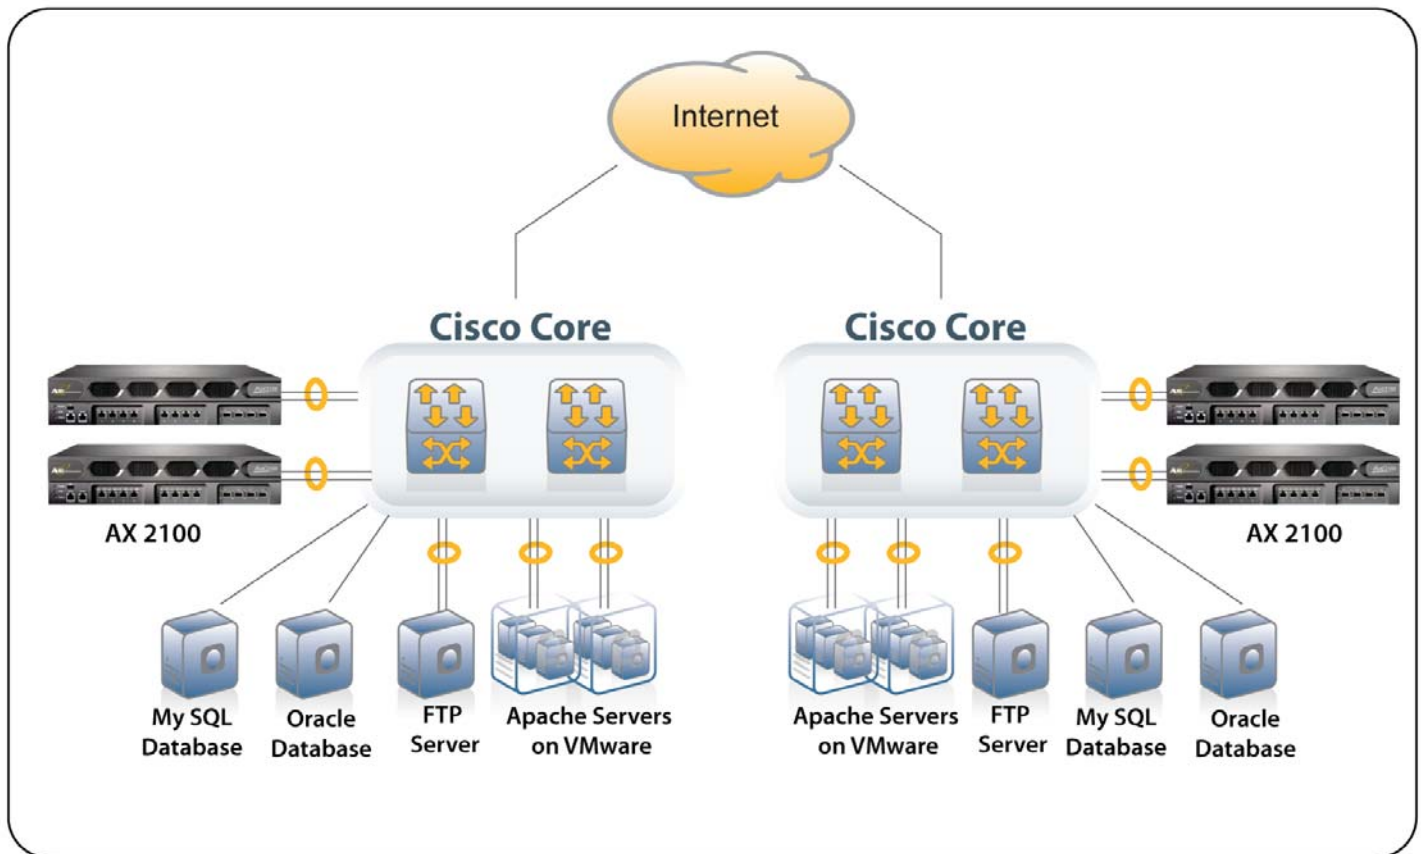 Internet
Cisco Core
Cisco Core
AX 2100
AX 2100
My SQL
Database
Oracle
Database
FTP
Server
Apache Servers
on VMware
Apache Servers
on VMware
FTP
Server
My SQL
Database
Oracle
Database